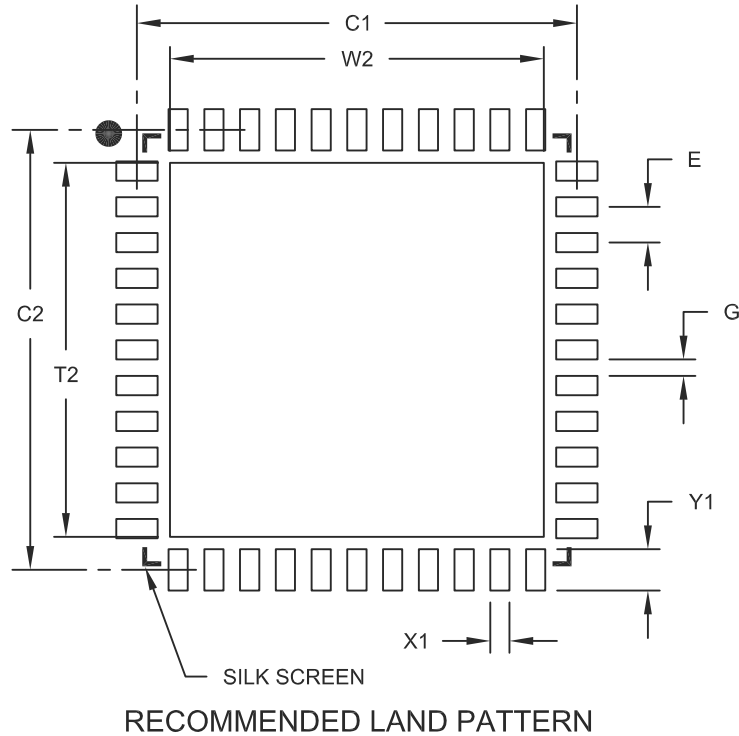 C1
W2
E
C2
G
T2
Y1
X1
SILK SCREEN
RECOMMENDED LAND PATTERN